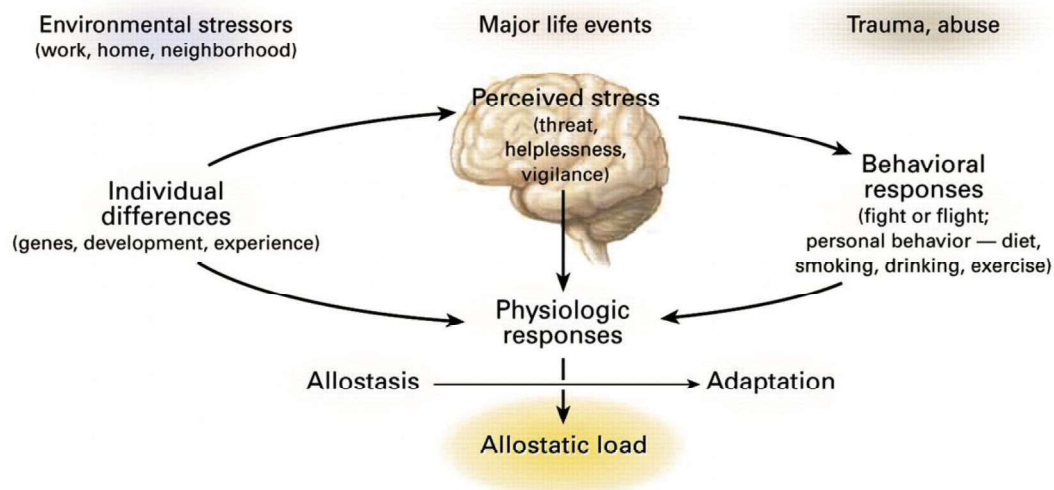 Environmental stressors
(work, home, neighborhood)
Major life events
Trauma, abuse
Perceived stress
(threat,
helplessness,
vigilance)
Individual
differences
(genes, development, experience)
Behavioral
responses
(fight or flight;
personal behavior — diet,
smoking, drinking, exercise)
Physiologic
responses
Allostasis
Adaptation
Allostatic load